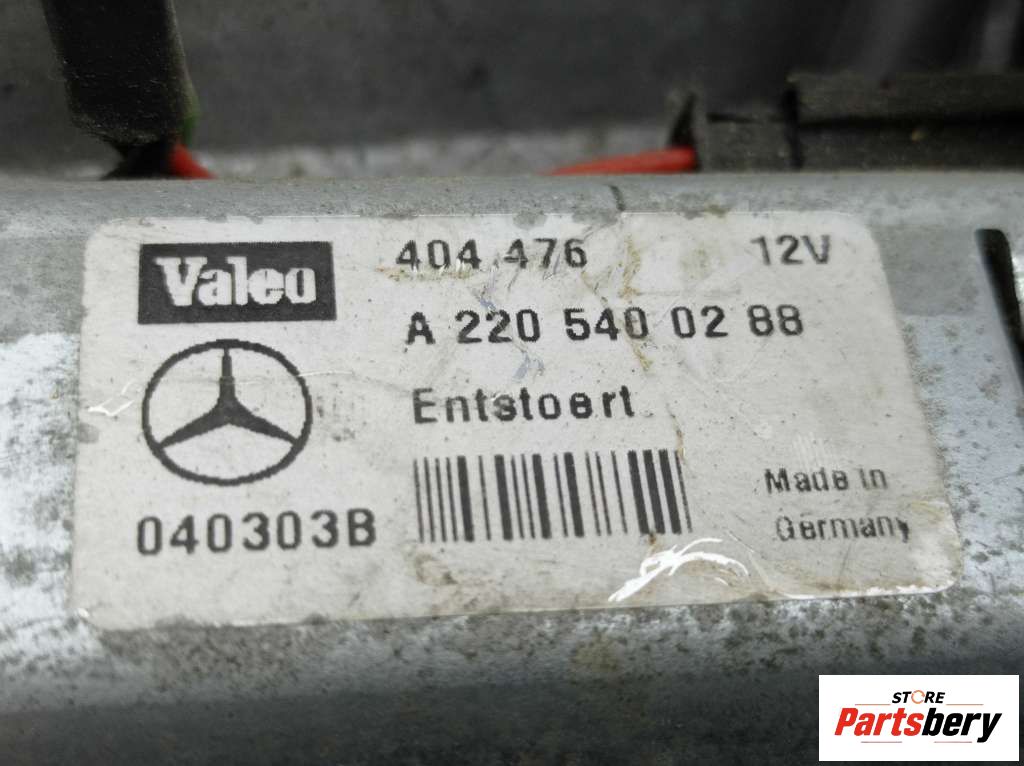 Valeo
404 476 12V
A 220 540 02 88
Entstoert
040303B
Made in
Germany
STORE
Partsbery